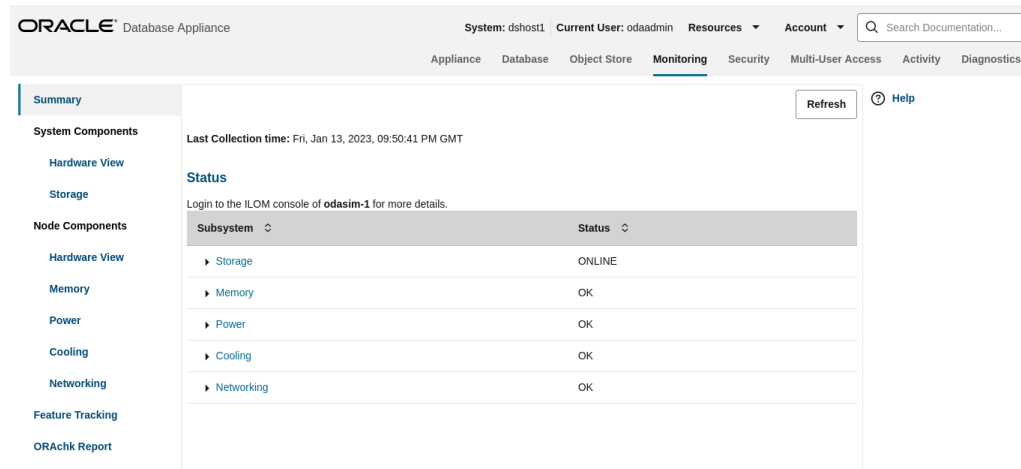 ORACLE® Database Appliance
System: dshost1 Current User: odaadmin Resources Account Search Documentation...
Appliance Database Object Store Monitoring Security Multi-User Access Activity Diagnostics
Summary
System Components
Hardware View
Storage
Node Components
Hardware View
Memory
Power
Cooling
Networking
Feature Tracking
ORAchk Report
Refresh
Last Collection time: Fri, Jan 13, 2023, 09:50:41 PM GMT
Status
Login to the ILOM console of odasim-1 for more details.
Subsystem Status
Storage ONLINE
Memory OK
Power OK
Cooling OK
Networking OK
Help